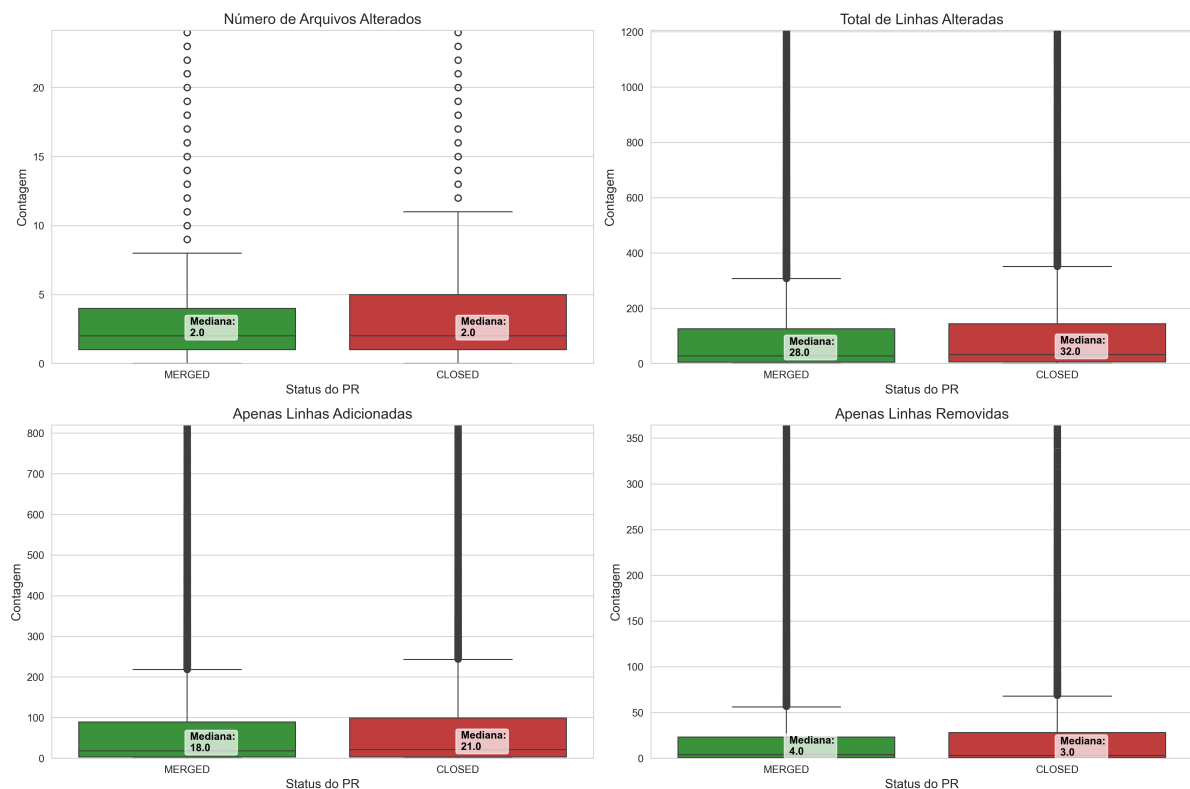 Número de Arquivos Alterados
Contagem
20
15
10
5
0
Mediana:
2.0
Mediana:
2.0
MERGED
CLOSED
Status do PR
Total de Linhas Alteradas
Contagem
1200
1000
800
600
400
200
0
Mediana:
28.0
Mediana:
32.0
MERGED
CLOSED
Status do PR
Apenas Linhas Adicionadas
Contagem
800
700
600
500
400
300
200
100
0
Mediana:
18.0
Mediana:
21.0
MERGED
CLOSED
Status do PR
Apenas Linhas Removidas
Contagem
350
300
250
200
150
100
50
0
Mediana:
4.0
Mediana:
3.0
MERGED
CLOSED
Status do PR